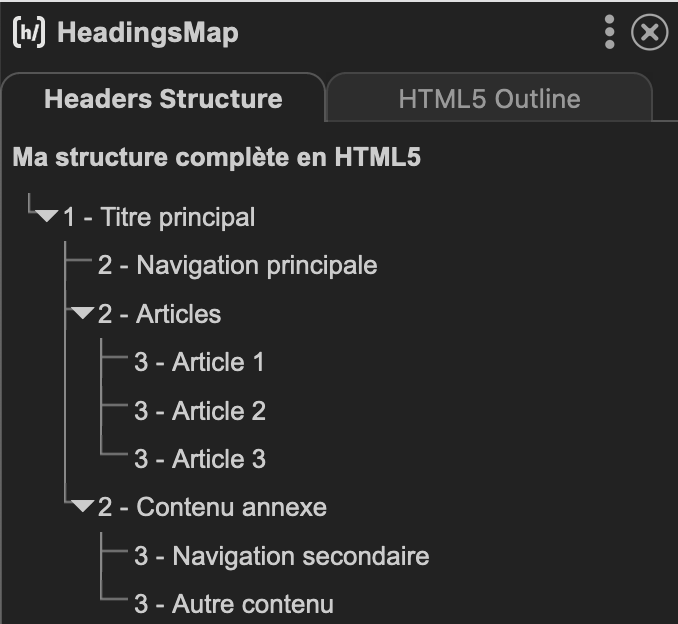 [h/] HeadingsMap
Headers Structure
HTML5 Outline
Ma structure complète en HTML5
1 - Titre principal
2 - Navigation principale
2 - Articles
3 - Article 1
3 - Article 2
3 - Article 3
2 - Contenu annexe
3 - Navigation secondaire
3 - Autre contenu